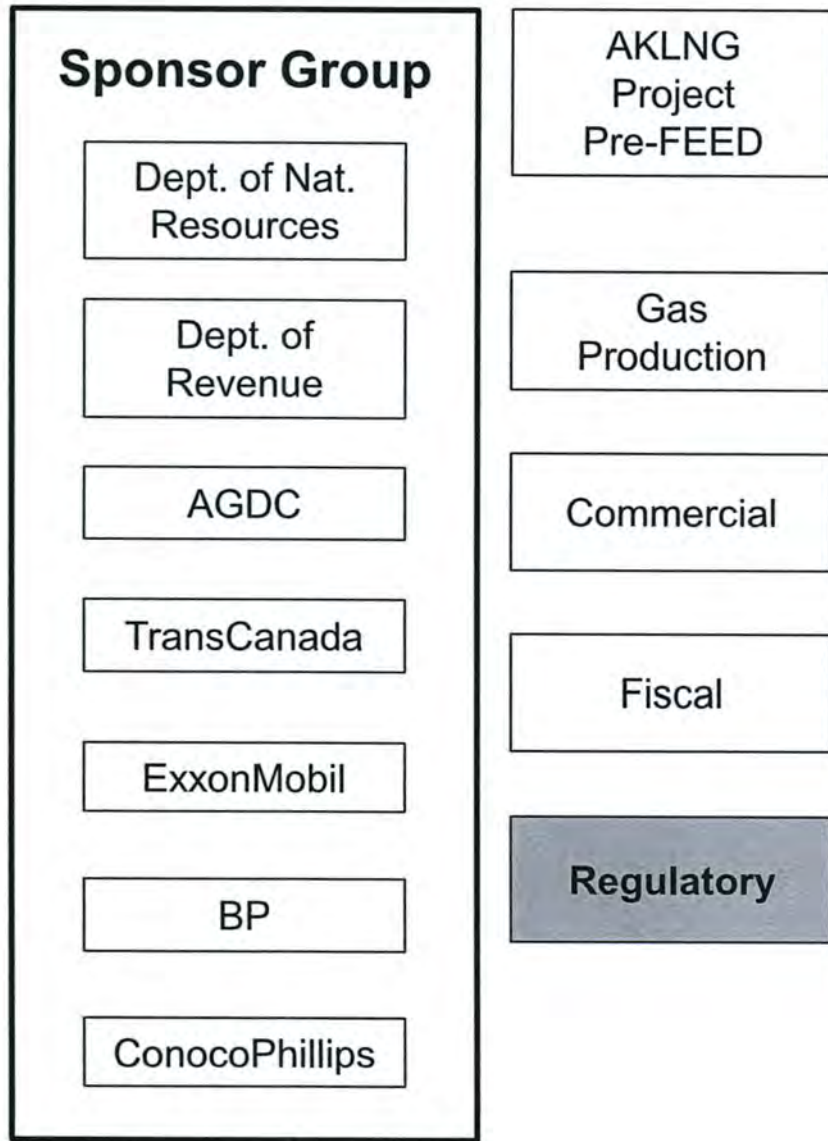 Sponsor Group
Dept. of Nat.
Resources
Dept. of
Revenue
AGDC
TransCanada
ExxonMobil
BP
ConocoPhillips
AKLNG
Project
Pre-FEED
Gas
Production
Commercial
Fiscal
Regulatory